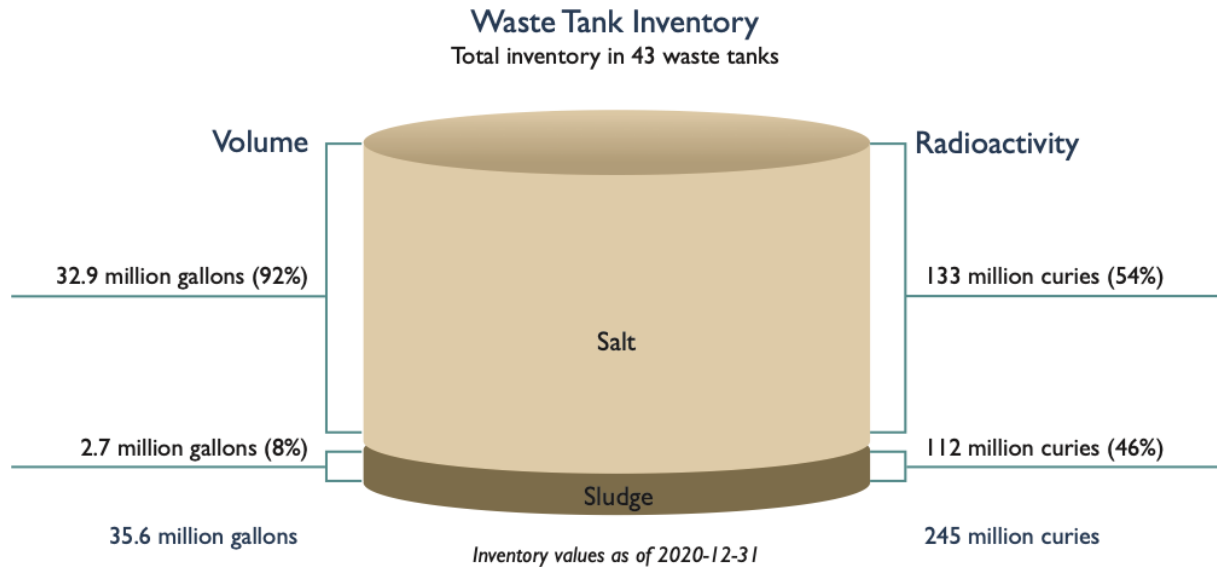 Waste Tank Inventory
Total inventory in 43 waste tanks
Volume
Radioactivity
32.9 million gallons (92%)
133 million curies (54%)
Salt
2.7 million gallons (8%)
112 million curies (46%)
Sludge
35.6 million gallons
245 million curies
Inventory values as of 2020-12-31